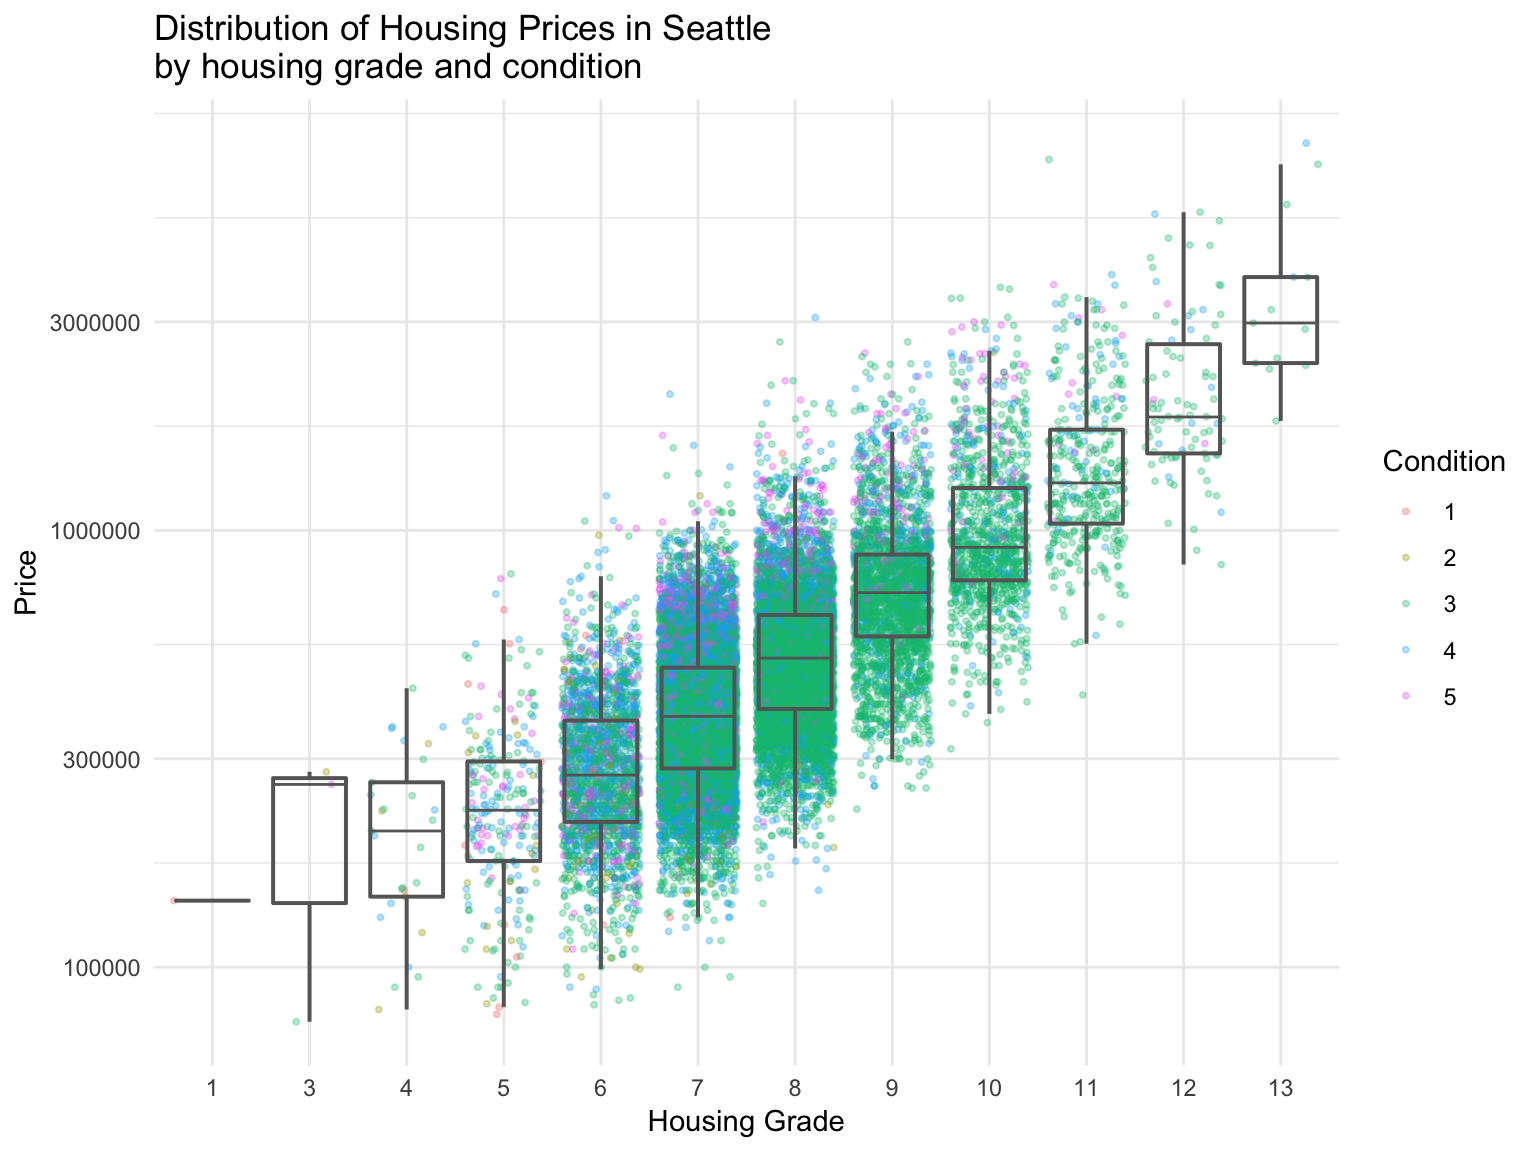 Distribution of Housing Prices in Seattle
by housing grade and condition
Price
3000000
1000000
300000
100000
1 3 4 5 6 7 8 9 10 11 12 13
Housing Grade
Condition
1
2
3
4
5